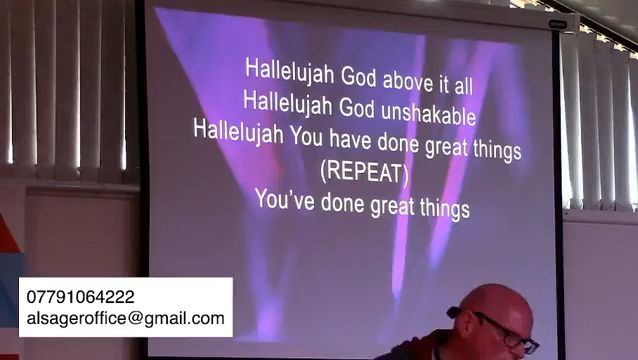 Hallelujah God above it all
Hallelujah God unshakable
Hallelujah You have done great things
(REPEAT)
You've done great things
07791064222
alsageroffice@gmail.com